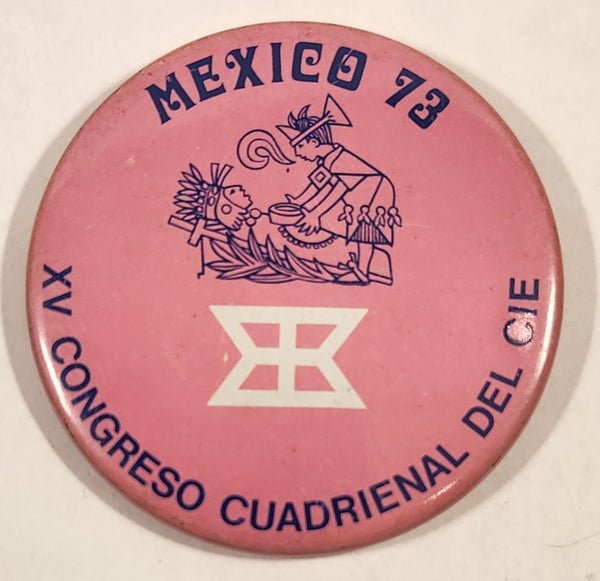 MEXICO 73
XV CONGRESO CUADRIENAL DEL CIE